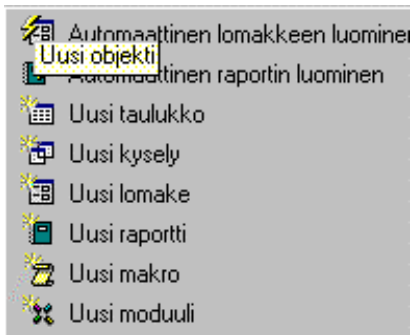 Automaattinen lomakkeen luominen
Uusi objekti
Automaattinen raportin luominen
Uusi taulukko
Uusi kysely
Uusi lomake
Uusi raportti
Uusi makro
Uusi moduuli